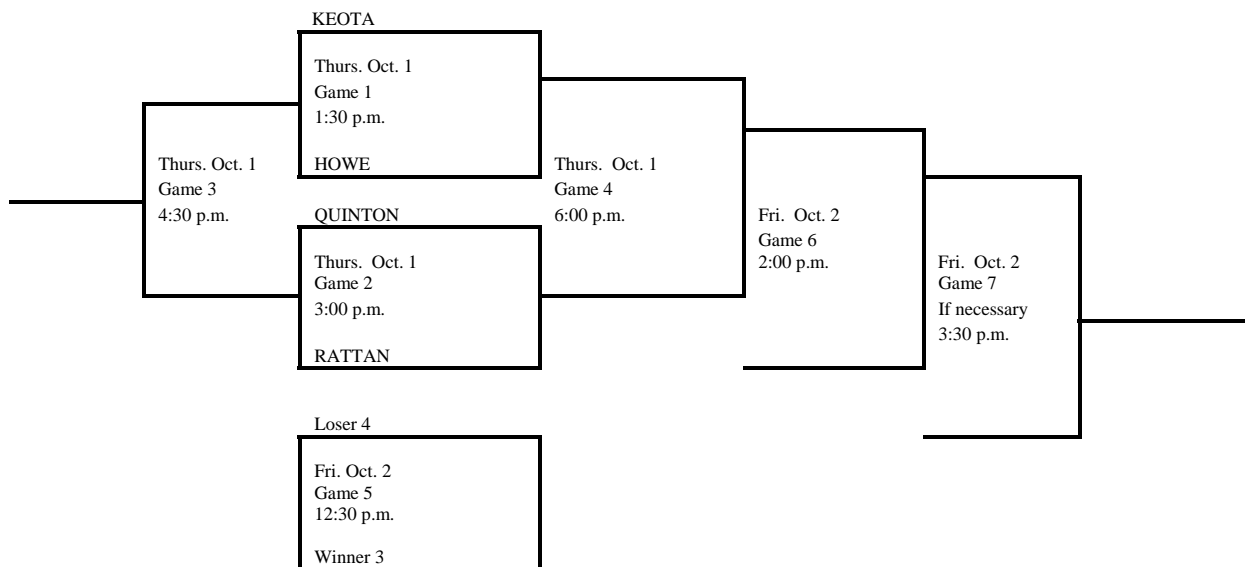 KEOTA
Thurs. Oct. 1
Game 1
1:30 p.m.
HOWE
Thurs. Oct. 1
Game 3
4:30 p.m.
Thurs. Oct. 1
Game 4
6:00 p.m.
QUINTON
Thurs. Oct. 1
Game 2
3:00 p.m.
RATTAN
Fri. Oct. 2
Game 6
2:00 p.m.
Fri. Oct. 2
Game 7
If necessary
3:30 p.m.
Loser 4
Fri. Oct. 2
Game 5
12:30 p.m.
Winner 3